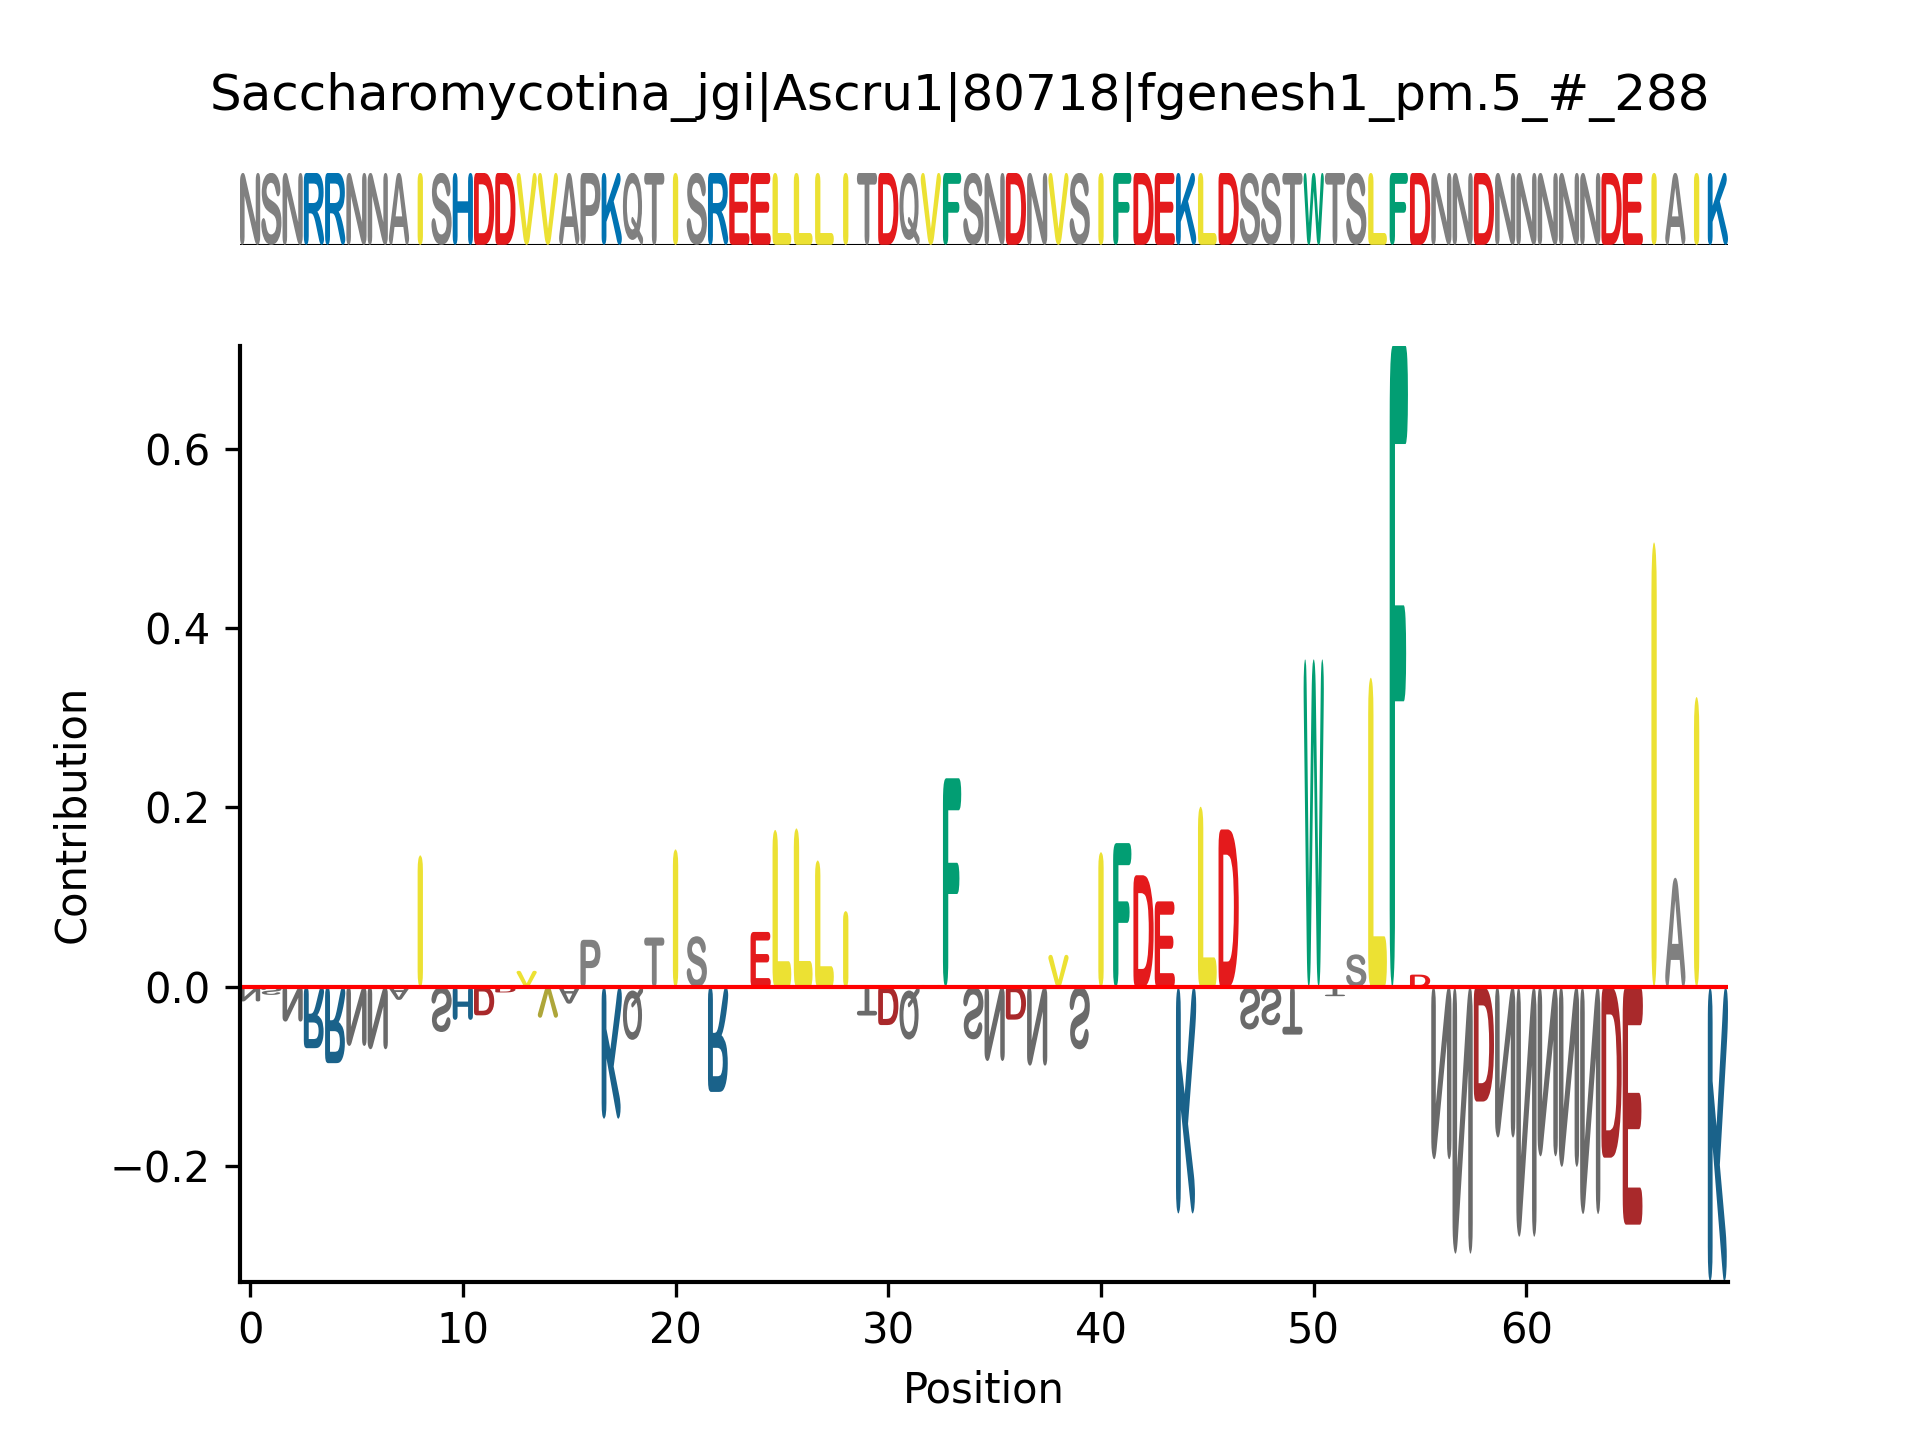 Saccharomycotina_jgi|Ascru1|80718|fgenesh1_pm.5_#_288
NSNRRNNAISHDDVVAPKQTISREELLLITDQVFSNDNVSIFDEKLDSSTWTSLFDNNDNNNNNDEIAIK
Contribution
0.6
0.4
0.2
0.0
−0.2
0 10 20 30 40 50 60
Position